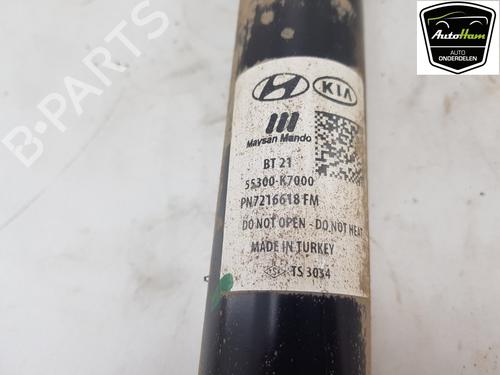 AutoHam
AUTO
ONDERDELEN
B-PARTS
KIA
Maysan Mando
BT 21
55300-K7000
PN7216618 FM
DO NOT OPEN - DO NOT HEAT
MADE IN TURKEY
TS 3034